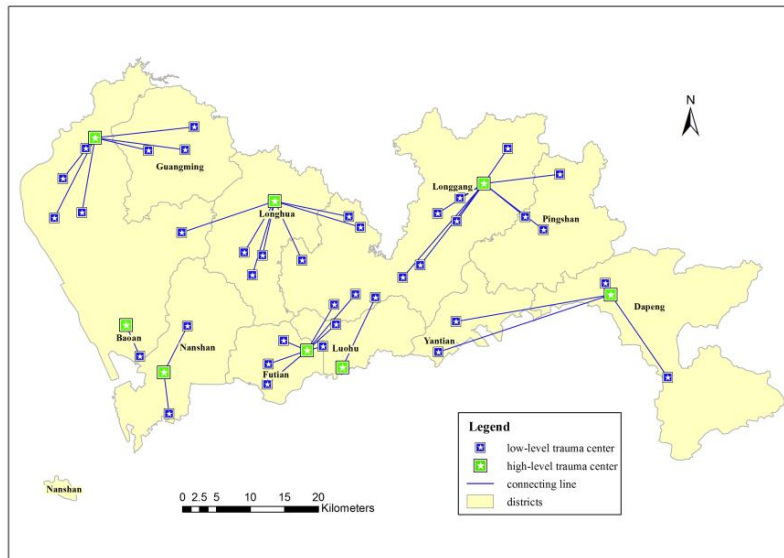 N
Guangming
Longgang
Longhua
Pingshan
Dapeng
Baoan
Nanshan
Yantian
Luohu
Futian
Legend
low-level trauma center
high-level trauma center
connecting line
districts
Nanshan
0 2.5 5 10 15 20
Kilometers